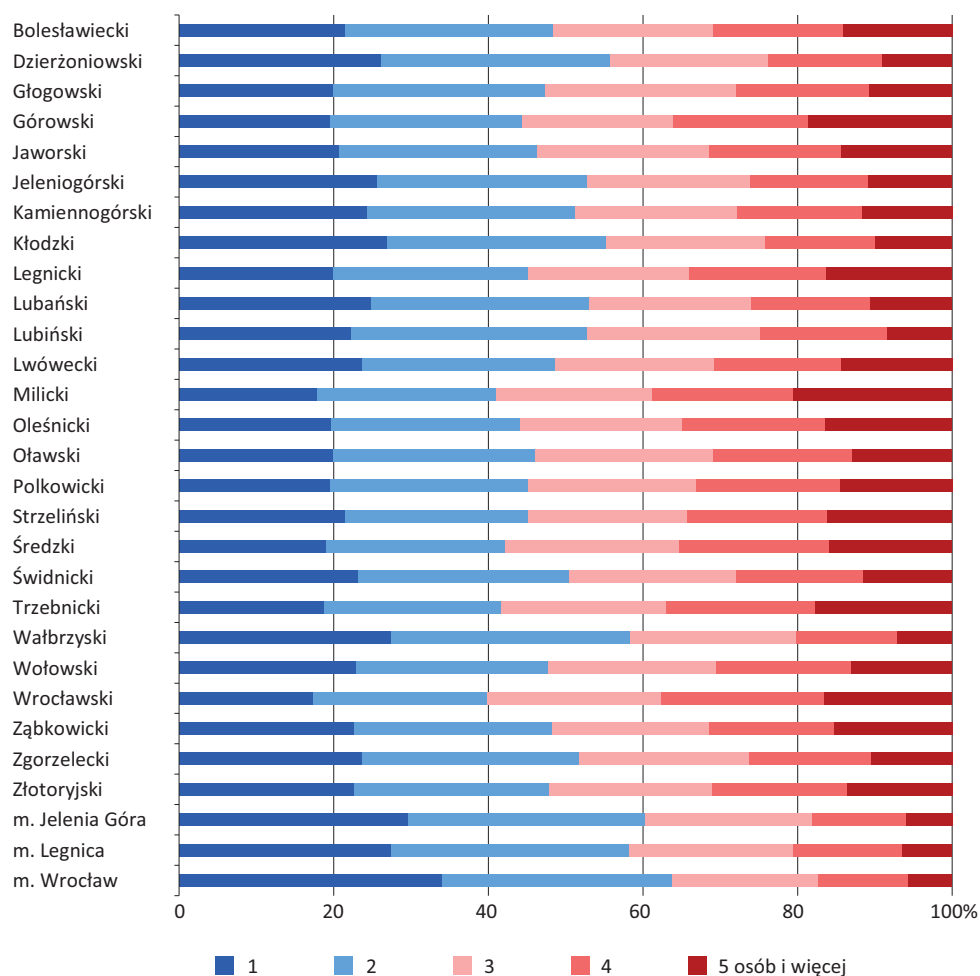 Bolesławiecki
Dzierżoniowski
Głogowski
Górowski
Jaworski
Jeleniogórski
Kamiennogórski
Kłodzki
Legnicki
Lubański
Lubiński
Lwówecki
Milicki
Oleśnicki
Oławski
Polkowicki
Strzeliński
Średzki
Świdnicki
Trzebnicki
Wałbrzyski
Wołowski
Wrocławski
Ząbkowicki
Zgorzelecki
Złotoryjski
m. Jelenia Góra
m. Legnica
m. Wrocław
0 20 40 60 80 100%
1 2 3 4 5 osób i więcej